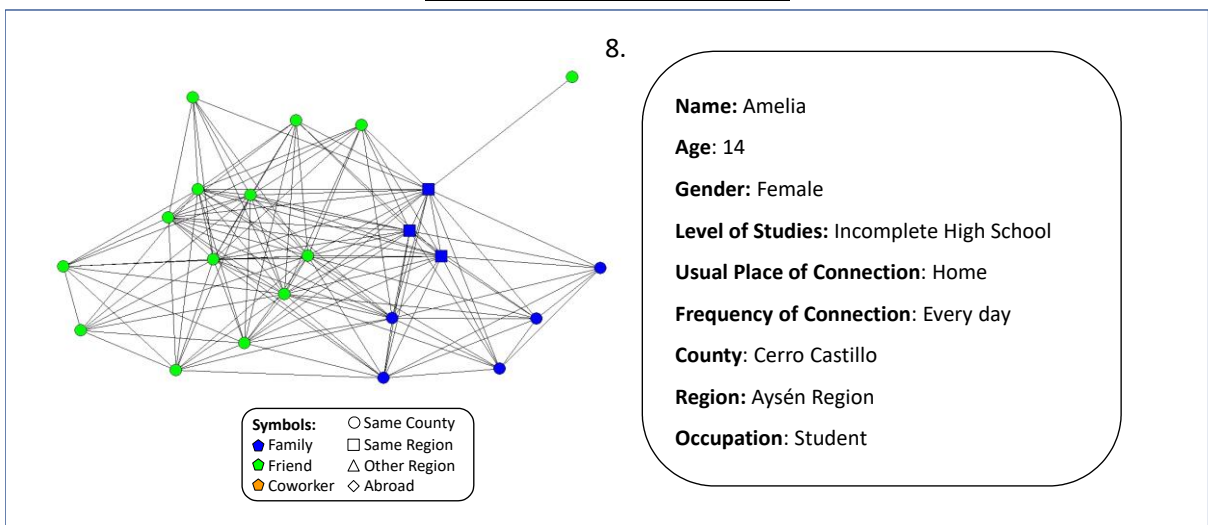 8.
Name: Amelia
Age: 14
Gender: Female
Level of Studies: Incomplete High School
Usual Place of Connection: Home
Frequency of Connection: Every day
County: Cerro Castillo
Region: Aysén Region
Occupation: Student
Symbols:
Family
Friend
Coworker
Same County
Same Region
Other Region
Abroad